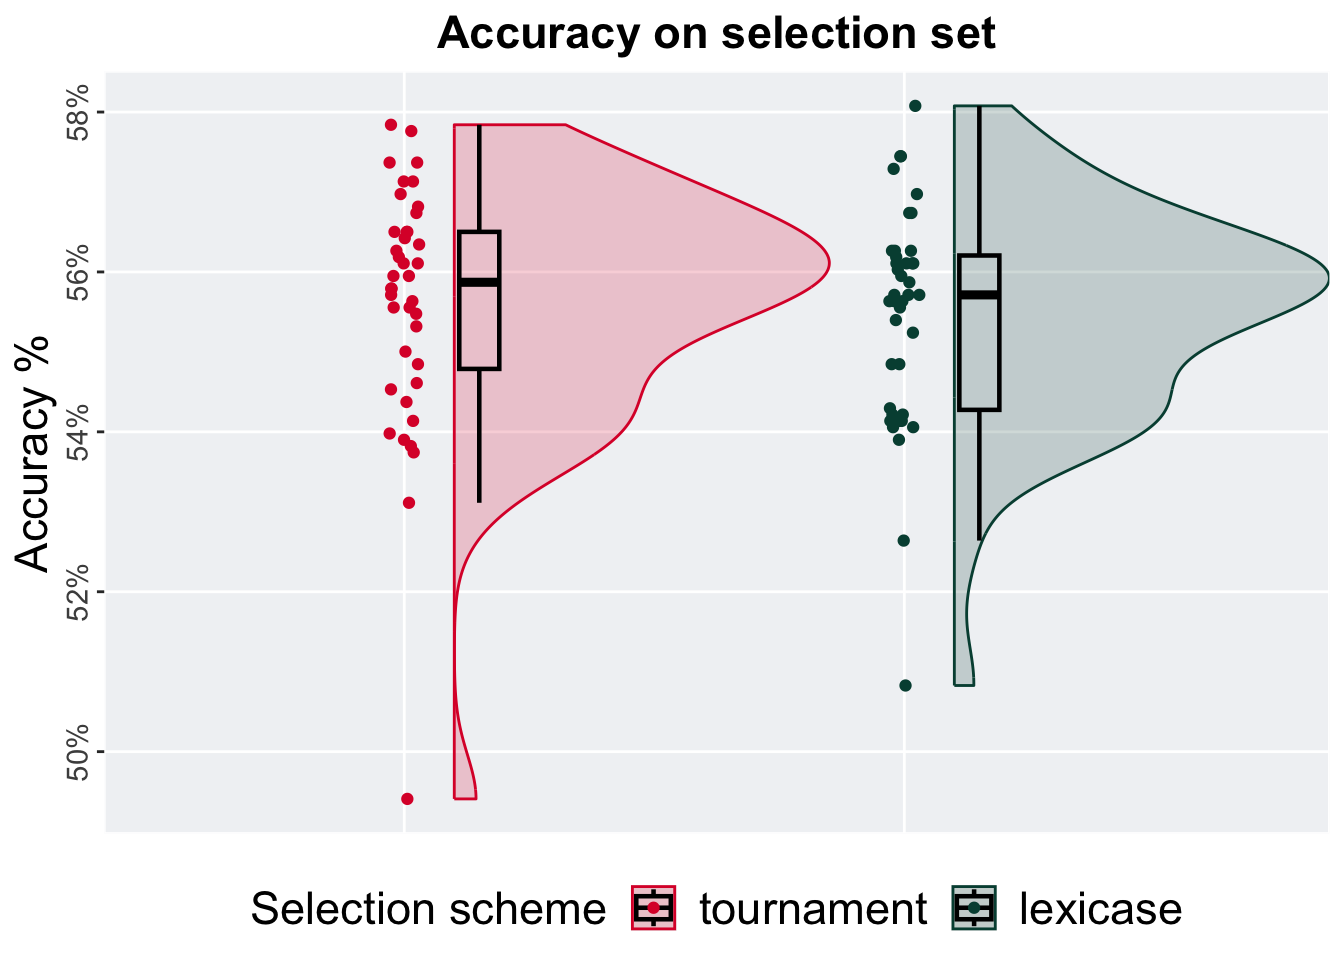 Accuracy on selection set
Accuracy %
58%
56%
54%
52%
50%
Selection scheme tournament lexicase